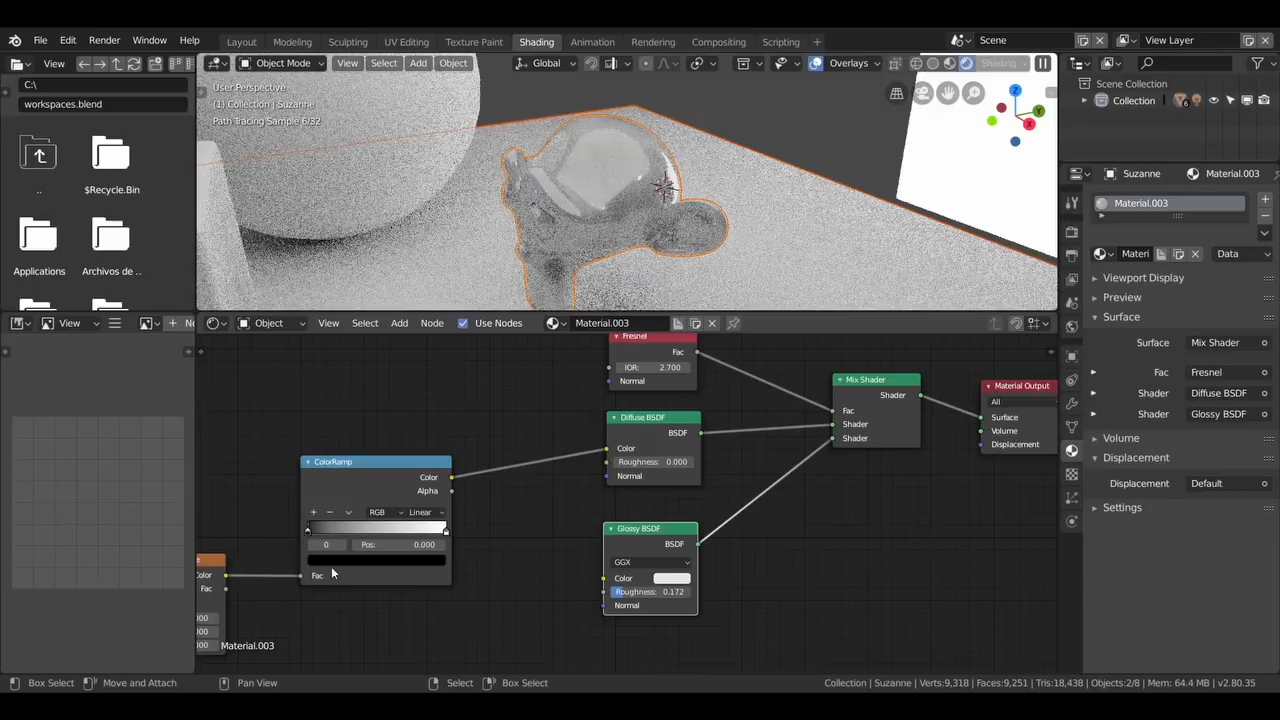 File Edit Render Window Help Layout Modeling Sculpting UV Editing Texture Paint Shading Animation Rendering Compositing Scripting + Scene View Layer
View Object Mode View Select Add Object Global Overlays Shading
C:\
workspaces.blend
..
$Recycle.Bin
Applications
Archivos de ..
User Perspective
(1) Collection | Suzanne
Path Tracing Sample 6/32
Z
Y
X
Scene Collection
Collection 6
Suzanne Material.003
Material.003
Materi Data
Viewport Display
Preview
Surface
Surface Mix Shader
Fac Fresnel
Shader Diffuse BSDF
Shader Glossy BSDF
Volume
Displacement
Displacement Default
Settings
View Ne
Object View Select Add Node Use Nodes Material.003
Fresnel
Fac
IOR: 2.700
Normal
Diffuse BSDF
BSDF
Color
Roughness: 0.000
Normal
Mix Shader
Shader
Fac
Shader
Shader
Material Output
All
Surface
Volume
Displacement
ColorRamp
Color
Alpha
+ − RGB Linear
0 Pos: 0.000
Fac
Glossy BSDF
BSDF
GGX
Color
Roughness: 0.172
Normal
Color
Fac
Material.003
Box Select Move and Attach Pan View Select Box Select Collection | Suzanne | Verts:9,318 | Faces:9,251 | Tris:18,438 | Objects:2/8 | Mem: 64.4 MB | v2.80.35